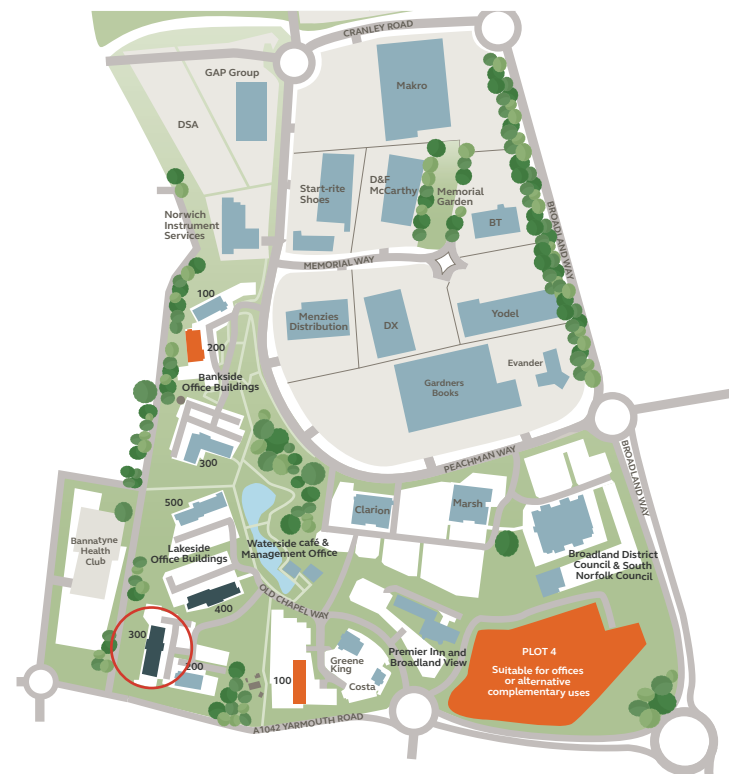 CRANLEY ROAD
GAP Group
Makro
DSA
Start-rite
Shoes
D&F
McCarthy
Memorial
Garden
BT
BROADLAND WAY
Norwich
Instrument
Services
MEMORIAL WAY
100
Menzies
Distribution
DX
Yodel
200
Bankside
Office Buildings
Evander
Gardners
Books
300
PEACHMAN WAY
BROADLAND WAY
500
Clarion
Marsh
Bannatyne
Health
Club
Lakeside
Office Buildings
Waterside café &
Management Office
Broadland District
Council & South
Norfolk Council
400
OLD CHAPEL WAY
300
200
100
Greene
King
Costa
Premier Inn and
Broadland View
PLOT 4
Suitable for offices
or alternative
complementary uses
A1042 YARMOUTH ROAD